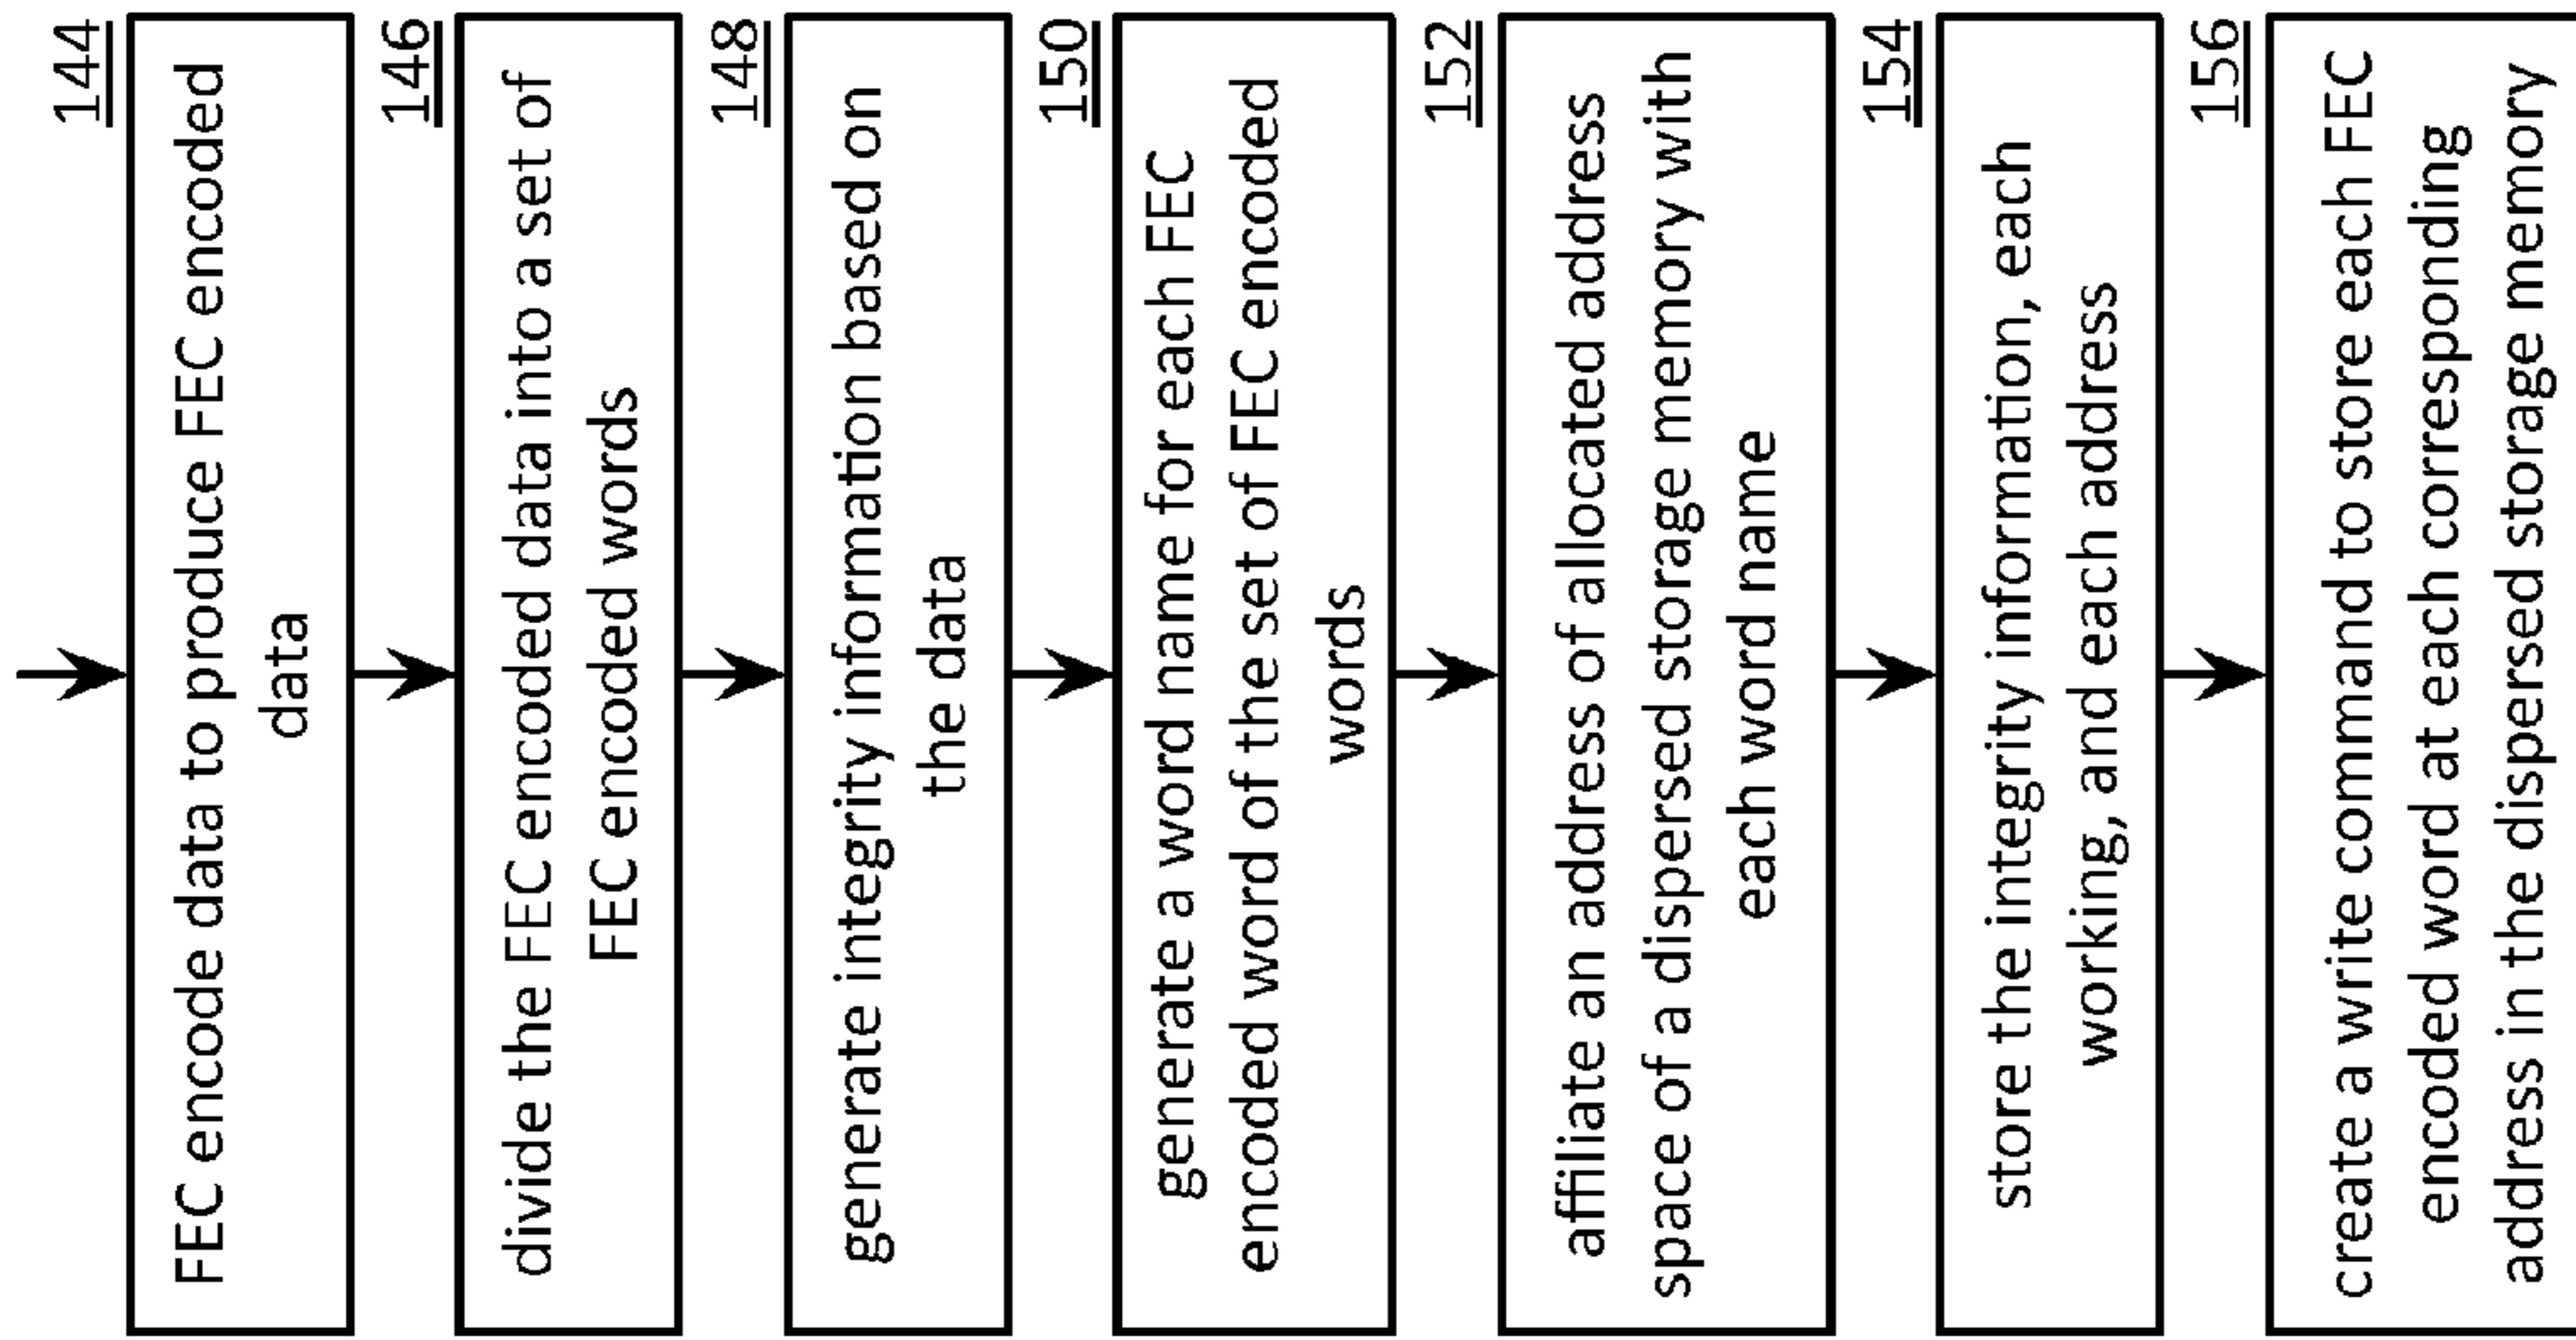 144
FEC encode data to produce FEC encoded
data
146
divide the FEC encoded data into a set of
FEC encoded words
148
generate integrity information based on
the data
150
generate a word name for each FEC
encoded word of the set of FEC encoded
words
152
affiliate an address of allocated address
space of a dispersed storage memory with
each word name
154
store the integrity information, each
working, and each address
156
create a write command to store each FEC
encoded word at each corresponding
address in the dispersed storage memory